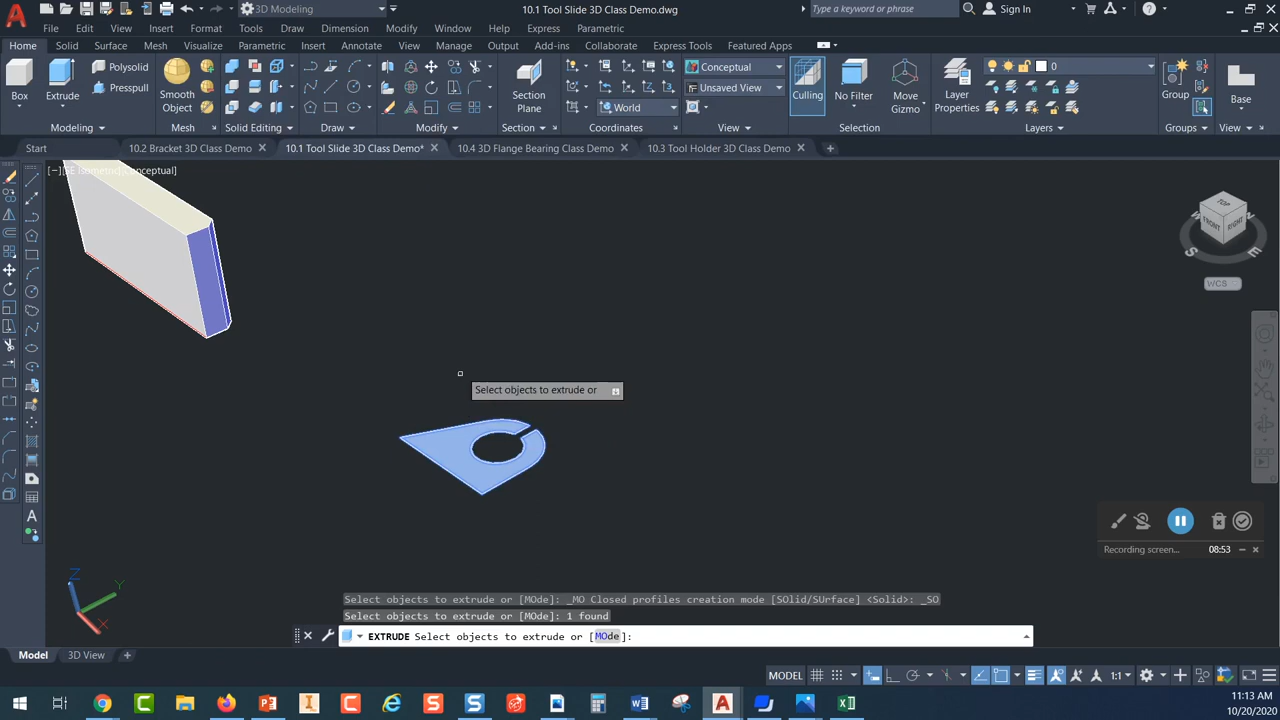 3D Modeling
10.1 Tool Slide 3D Class Demo.dwg
Type a keyword or phrase
Sign In
File Edit View Insert Format Tools Draw Dimension Modify Window Help Express Parametric
Home Solid Surface Mesh Visualize Parametric Insert Annotate View Manage Output Add-ins Collaborate Express Tools Featured Apps
Box
Extrude
Polysolid
Presspull
Smooth
Object
Section
Plane
World
Conceptual
Unsaved View
Culling
No Filter
Move
Gizmo
Layer
Properties
0
Group
Base
Modeling
Mesh
Solid Editing
Draw
Modify
Section
Coordinates
View
Selection
Layers
Groups
View
Start
10.2 Bracket 3D Class Demo
10.1 Tool Slide 3D Class Demo*
10.4 3D Flange Bearing Class Demo
10.3 Tool Holder 3D Class Demo
Conceptual]
TOP
FRONT
RIGHT
W
S
E
WCS
Select objects to extrude or
Z
Y
X
Recording screen...
08:53
Select objects to extrude or [MOde]: _MO Closed profiles creation mode [SOlid/SUrface] <Solid>: _SO
Select objects to extrude or [MOde]: 1 found
EXTRUDE Select objects to extrude or [MOde]:
Model
3D View
MODEL
1:1
11:13 AM
10/20/2020